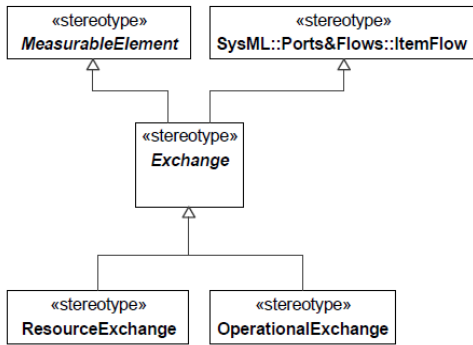 «stereotype»
MeasurableElement
«stereotype»
SysML::Ports&Flows::ItemFlow
«stereotype»
Exchange
«stereotype»
ResourceExchange
«stereotype»
OperationalExchange